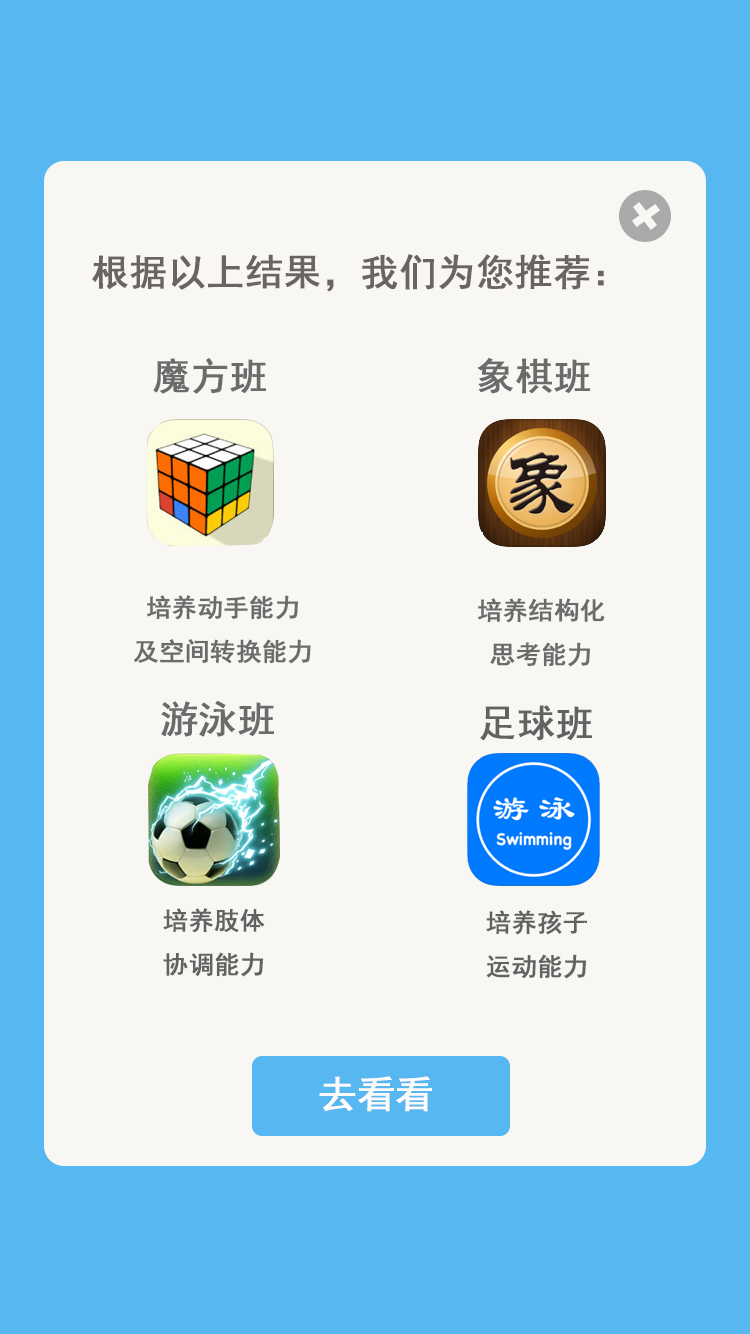 根据以上结果，我们为您推荐：
魔方班
象棋班
象
培养动手能力
及空间转换能力
培养结构化
思考能力
游泳班
足球班
游泳
Swimming
培养肢体
协调能力
培养孩子
运动能力
去看看